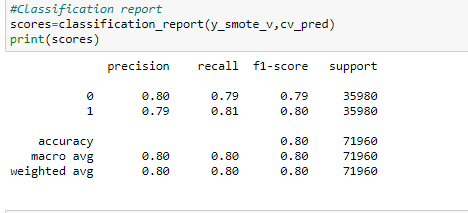 #Classification report
scores=classification_report(y_smote_v,cv_pred)
print(scores)
precision recall f1-score support
0 0.80 0.79 0.79 35980
1 0.79 0.81 0.80 35980
accuracy 0.80 71960
macro avg 0.80 0.80 0.80 71960
weighted avg 0.80 0.80 0.80 71960